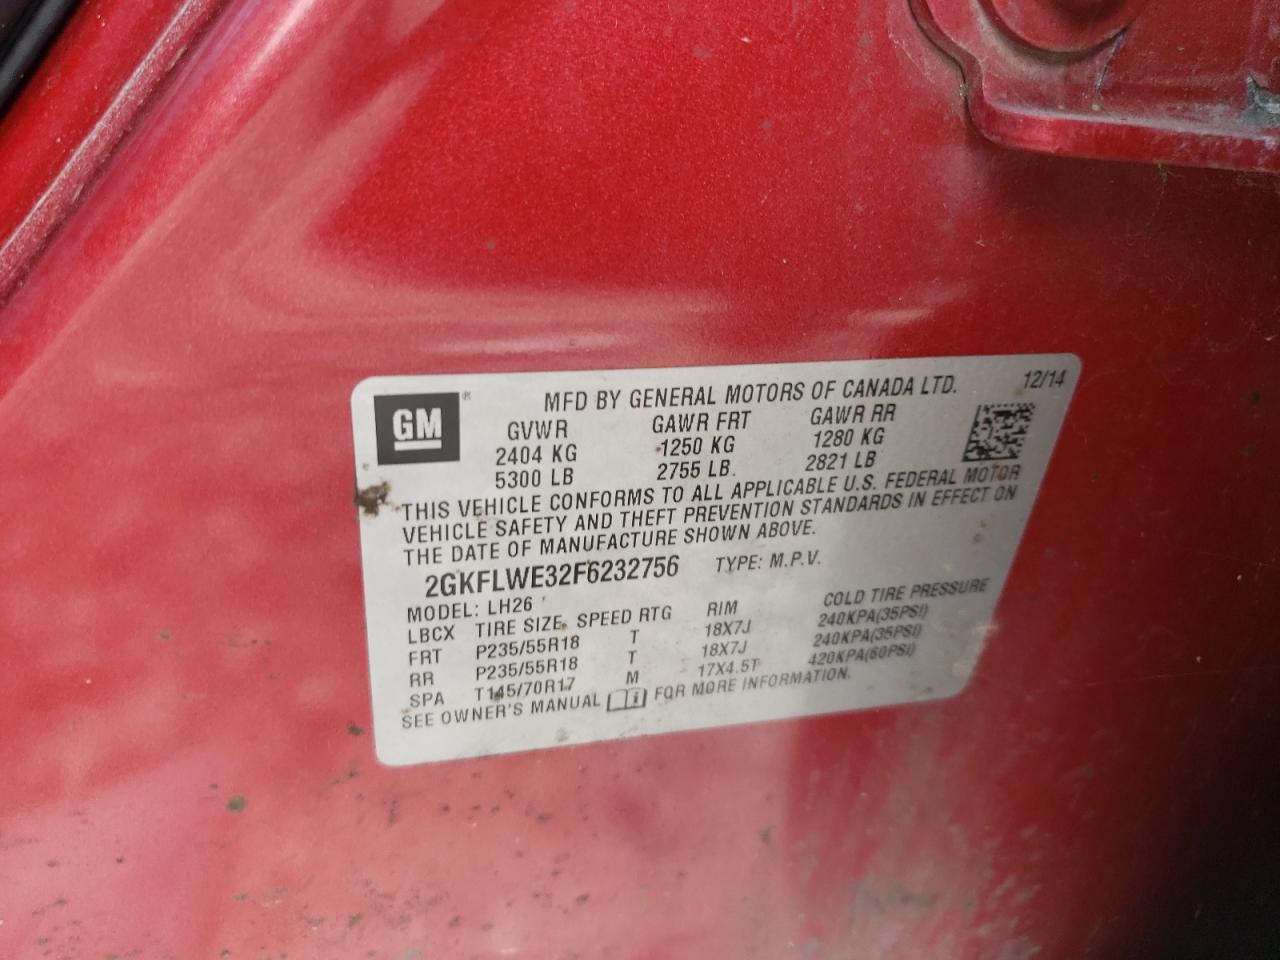 GM ®
MFD BY GENERAL MOTORS OF CANADA LTD. 12/14
GVWR GAWR FRT GAWR RR
2404 KG 1250 KG 1280 KG
5300 LB 2755 LB 2821 LB
THIS VEHICLE CONFORMS TO ALL APPLICABLE U.S. FEDERAL MOTOR
VEHICLE SAFETY AND THEFT PREVENTION STANDARDS IN EFFECT ON
THE DATE OF MANUFACTURE SHOWN ABOVE.
2GKFLWE32F6232756 TYPE: M.P.V.
MODEL: LH26
LBCX TIRE SIZE SPEED RTG RIM COLD TIRE PRESSURE
FRT P235/55R18 T 18X7J 240KPA(35PSI)
RR P235/55R18 T 18X7J 240KPA(35PSI)
SPA T145/70R17 M 17X4.5T 420KPA(60PSI)
SEE OWNER'S MANUAL i FOR MORE INFORMATION.